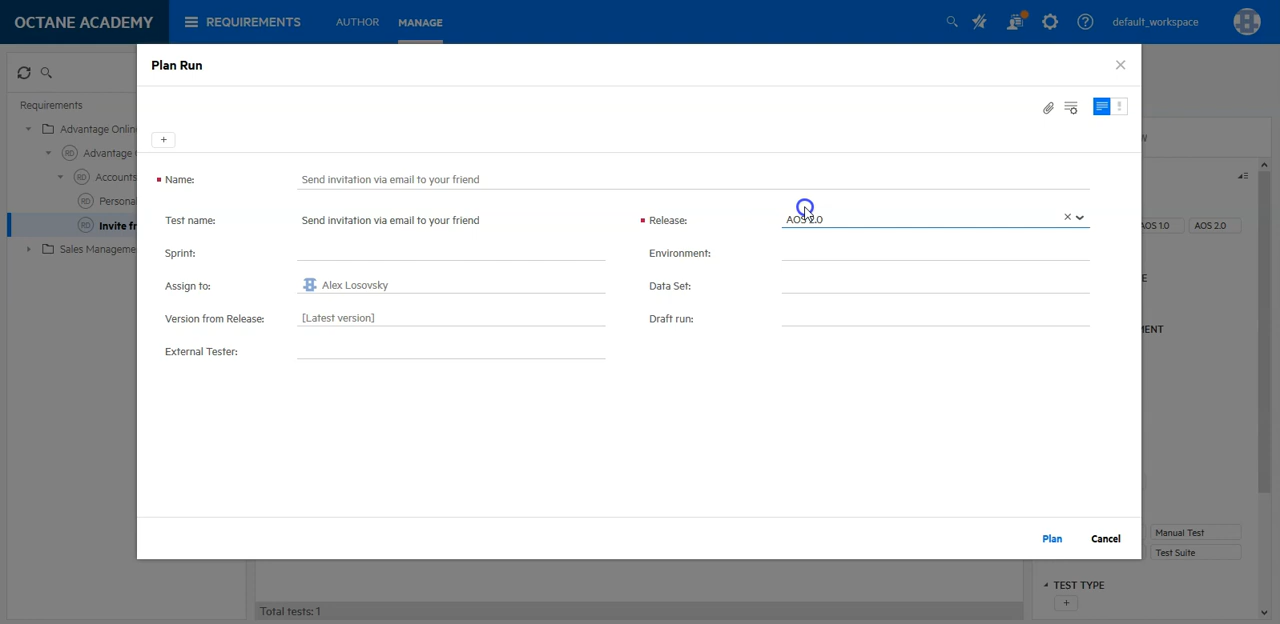 OCTANE ACADEMY REQUIREMENTS AUTHOR MANAGE default_workspace
Plan Run
Requirements
Advantage Onlin
Advantage
Accounts
Persona
Invite fr
Sales Manageme
+
Name: Send invitation via email to your friend
Test name: Send invitation via email to your friend Release: AOS 2.0
Sprint: Environment:
Assign to: Alex Losovsky Data Set:
Version from Release: [Latest version] Draft run:
External Tester:
Plan Cancel
W
AOS 1.0 AOS 2.0
E
MENT
Manual Test
Test Suite
TEST TYPE
+
Total tests: 1